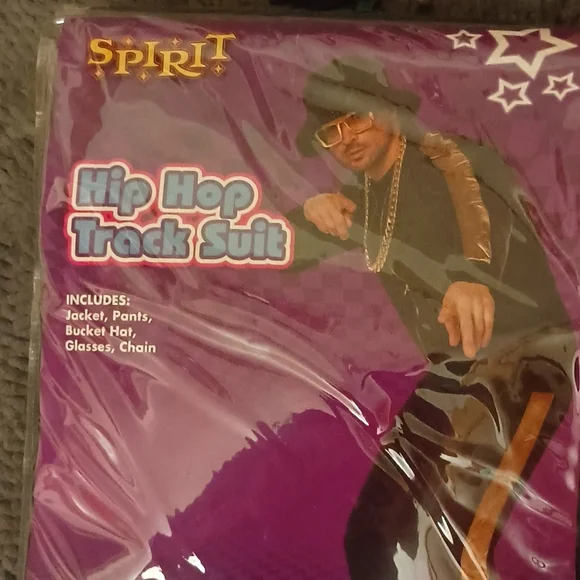 SPIRIT
Hip Hop
Track Suit
INCLUDES:
Jacket, Pants,
Bucket Hat,
Glasses, Chain